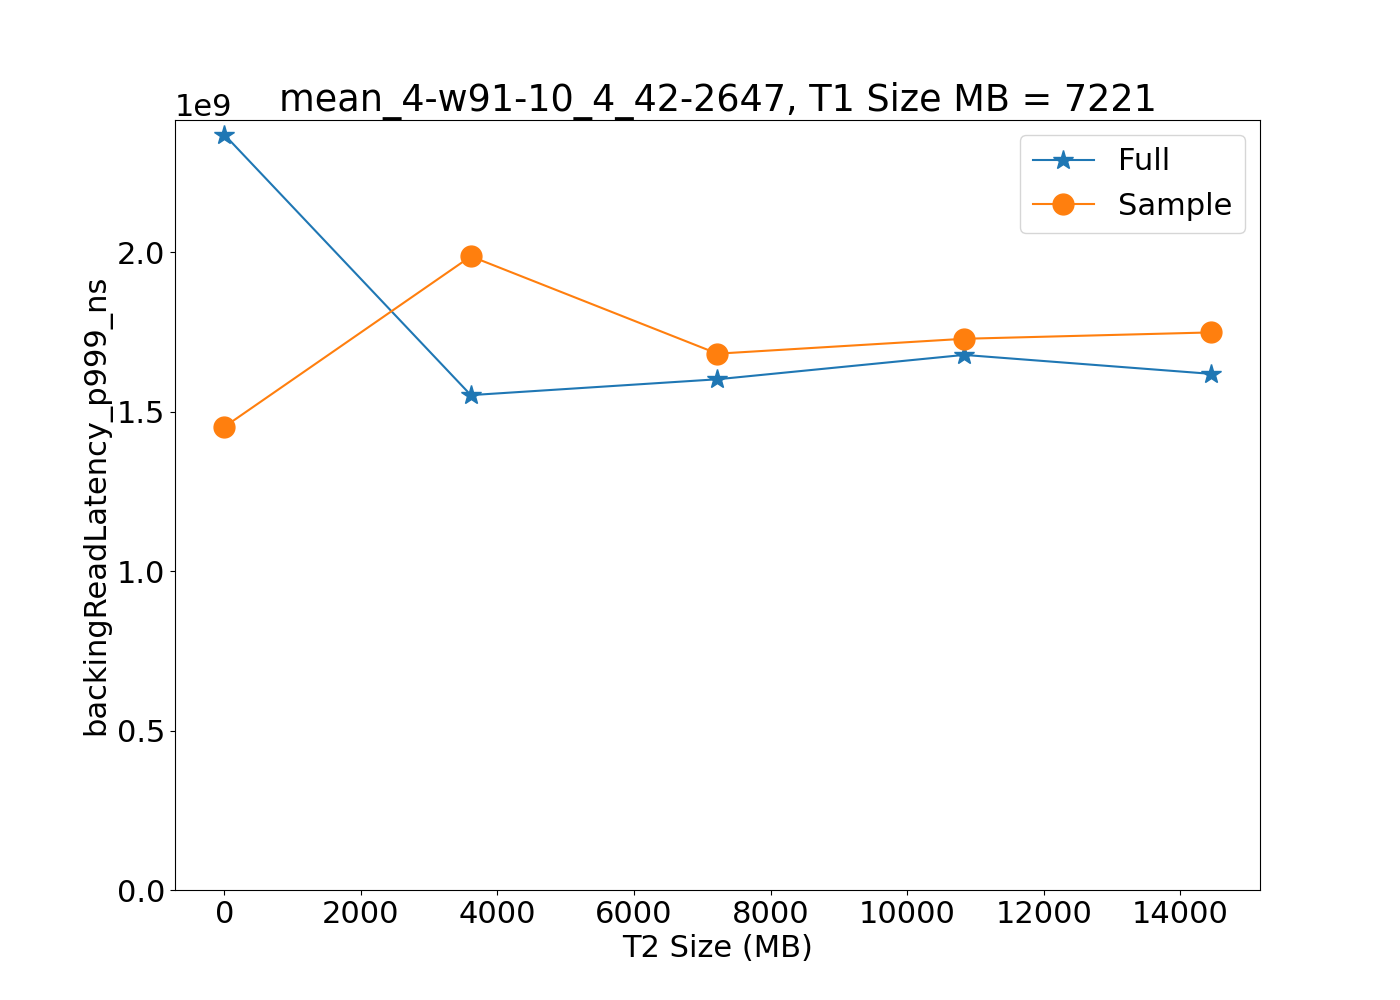 1e9
mean_4-w91-10_4_42-2647, T1 Size MB = 7221
Full
Sample
2.0
1.5
1.0
0.5
0.0
backingReadLatency_p999_ns
0 2000 4000 6000 8000 10000 12000 14000
T2 Size (MB)